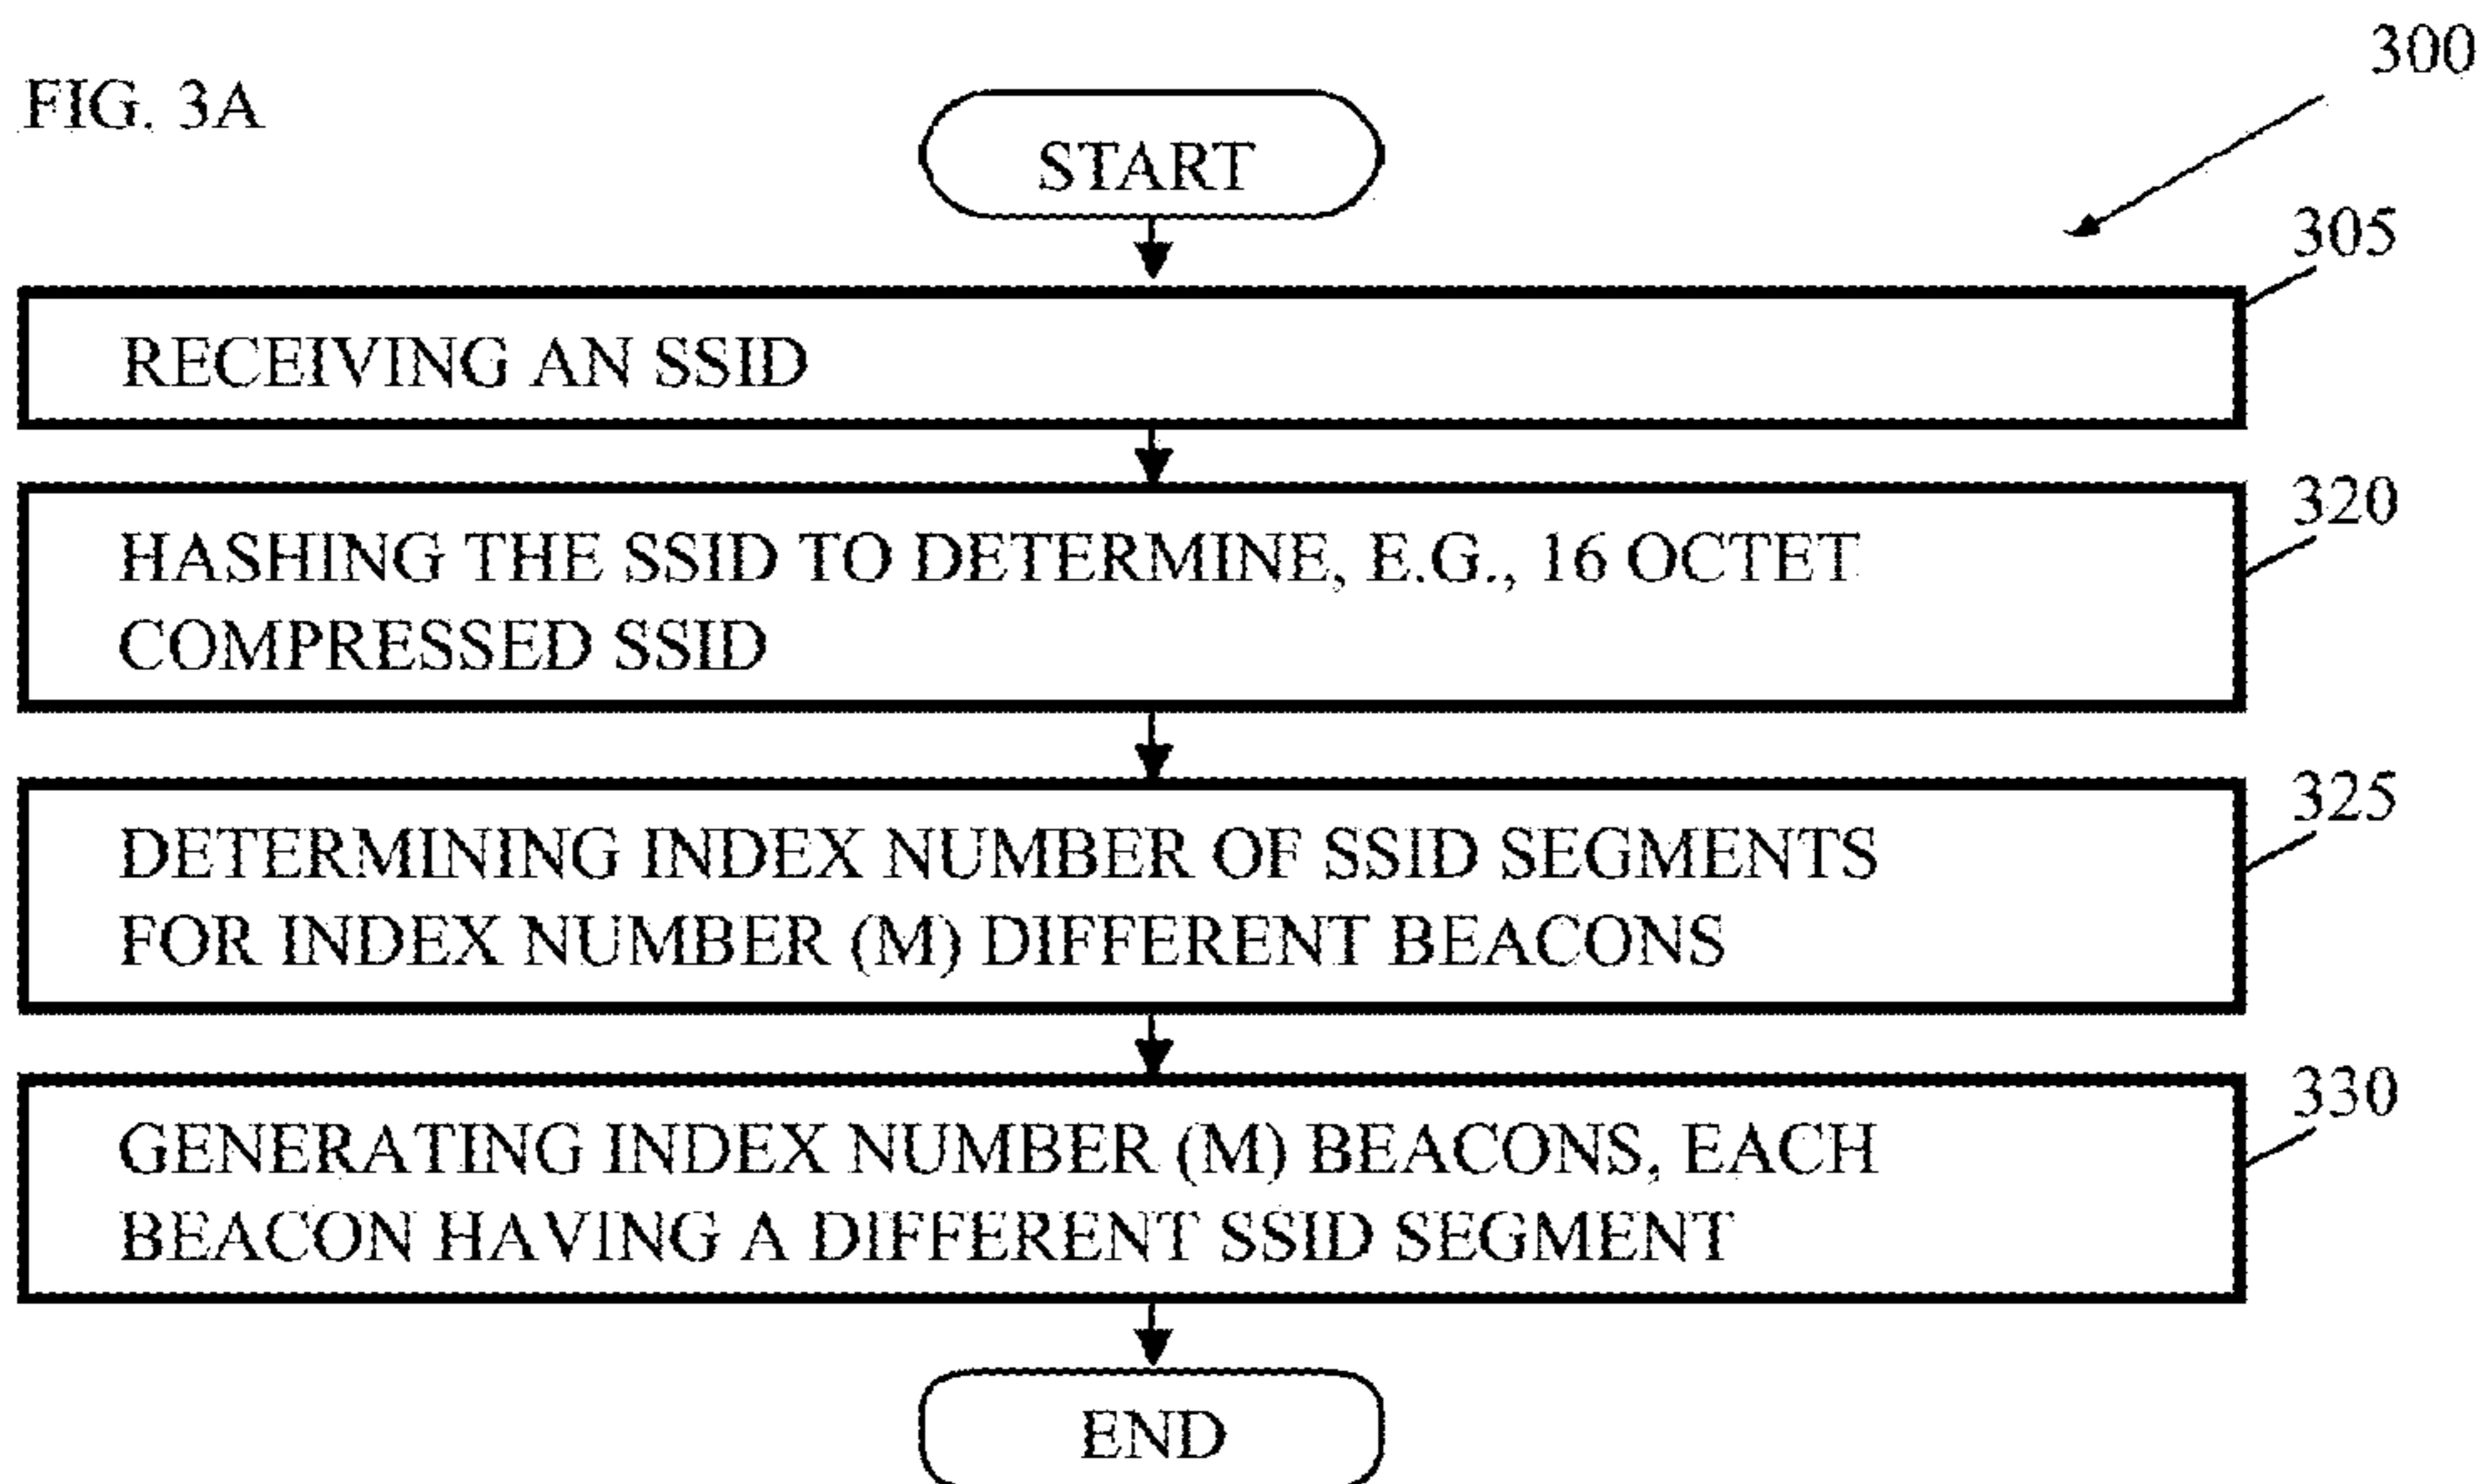 300
FIG. 3A
START
305
RECEIVING AN SSID
320
HASHING THE SSID TO DETERMINE, E.G., 16 OCTET
COMPRESSED SSID
325
DETERMINING INDEX NUMBER OF SSID SEGMENTS
FOR INDEX NUMBER (M) DIFFERENT BEACONS
330
GENERATING INDEX NUMBER (M) BEACONS, EACH
BEACON HAVING A DIFFERENT SSID SEGMENT
END